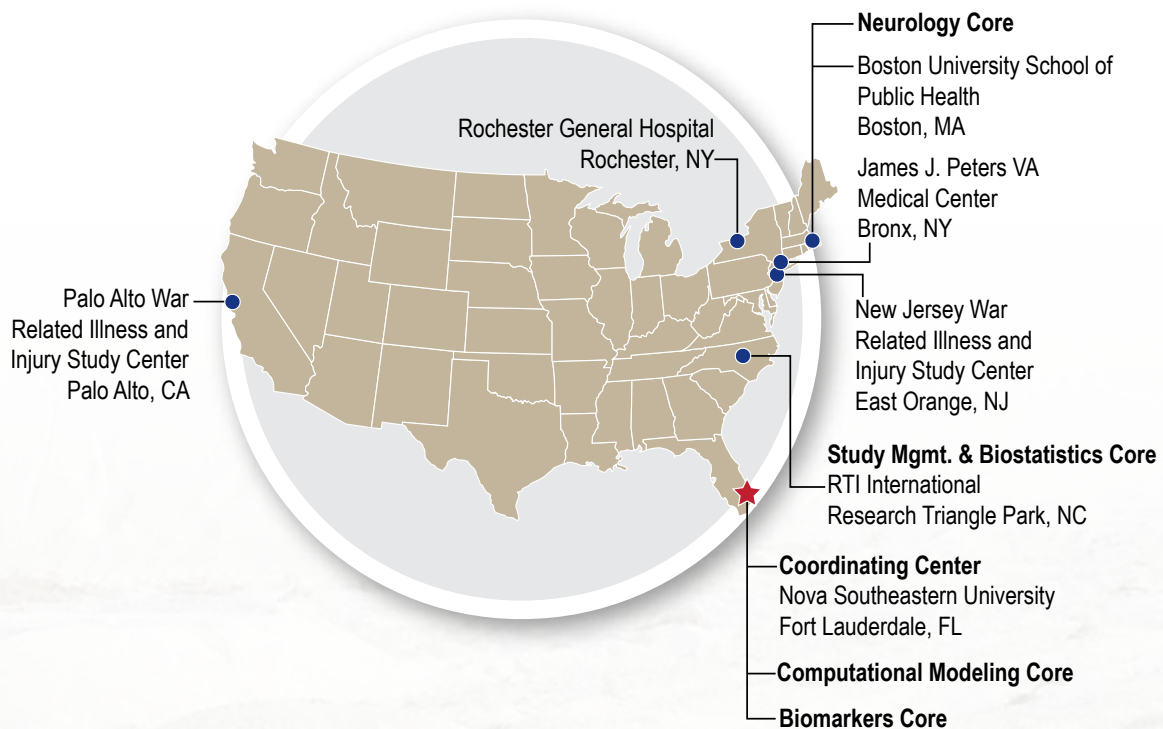 Neurology Core
Boston University School of
Public Health
Boston, MA
Rochester General Hospital
Rochester, NY
James J. Peters VA
Medical Center
Bronx, NY
Palo Alto War
Related Illness and
Injury Study Center
Palo Alto, CA
New Jersey War
Related Illness and
Injury Study Center
East Orange, NJ
Study Mgmt. & Biostatistics Core
RTI International
Research Triangle Park, NC
Coordinating Center
Nova Southeastern University
Fort Lauderdale, FL
Computational Modeling Core
Biomarkers Core